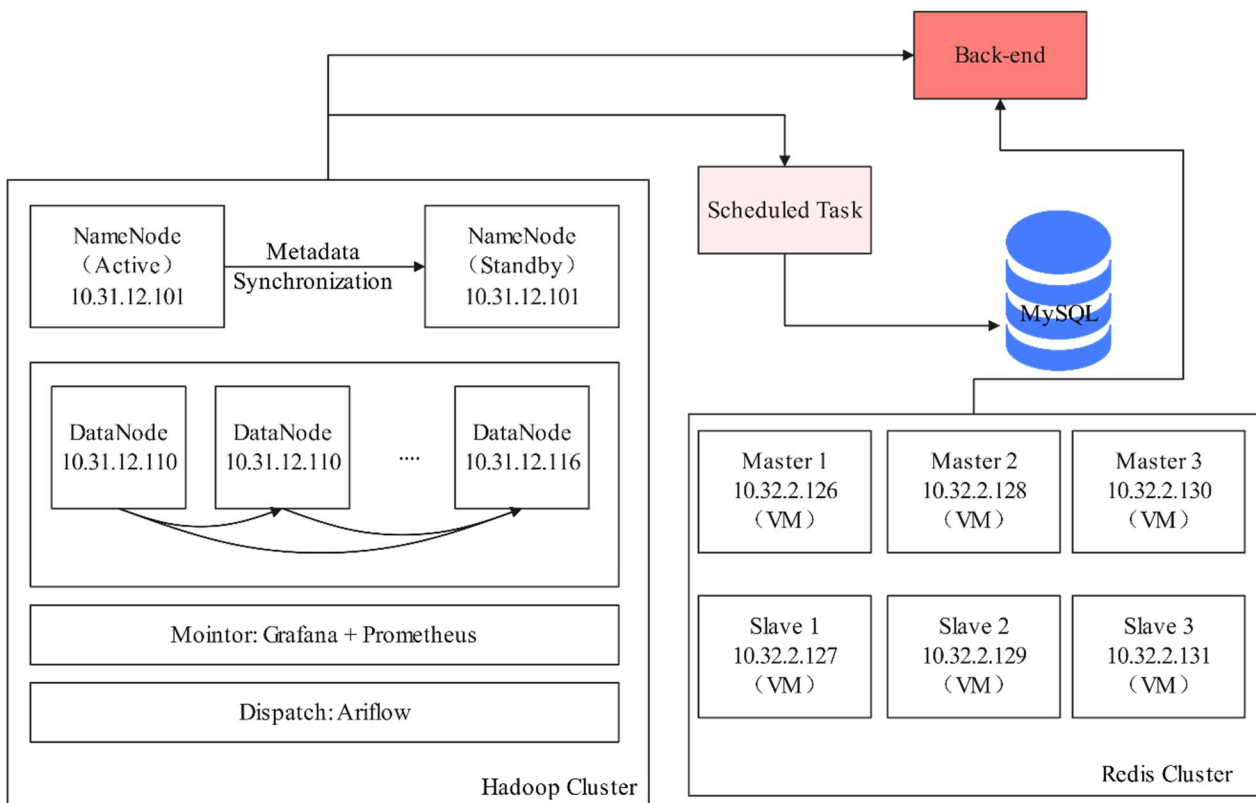 Back-end
Scheduled Task
MySQL
NameNode
（Active）
10.31.12.101
Metadata
Synchronization
NameNode
（Standby）
10.31.12.101
DataNode
10.31.12.110
DataNode
10.31.12.110
....
DataNode
10.31.12.116
Mointor: Grafana + Prometheus
Dispatch: Ariflow
Hadoop Cluster
Master 1
10.32.2.126
（VM）
Master 2
10.32.2.128
（VM）
Master 3
10.32.2.130
（VM）
Slave 1
10.32.2.127
（VM）
Slave 2
10.32.2.129
（VM）
Slave 3
10.32.2.131
（VM）
Redis Cluster